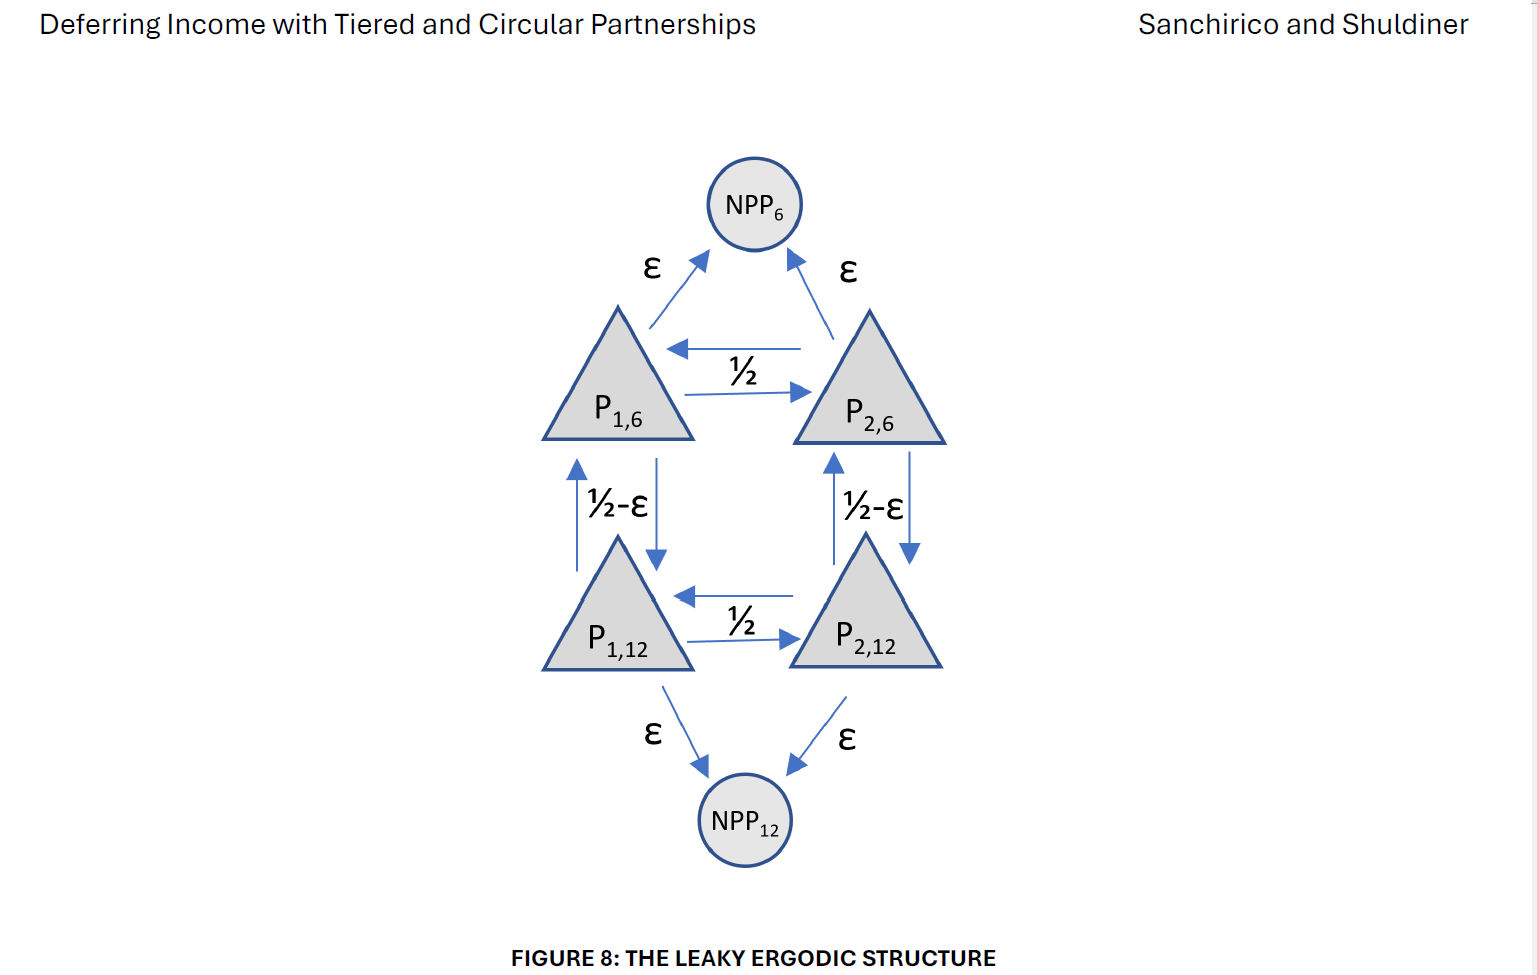 Deferring Income with Tiered and Circular Partnerships
Sanchirico and Shuldiner
NPP₆
ε
ε
½
P₁,₆
P₂,₆
½-ε
½-ε
½
P₁,₁₂
P₂,₁₂
ε
ε
NPP₁₂
FIGURE 8: THE LEAKY ERGODIC STRUCTURE